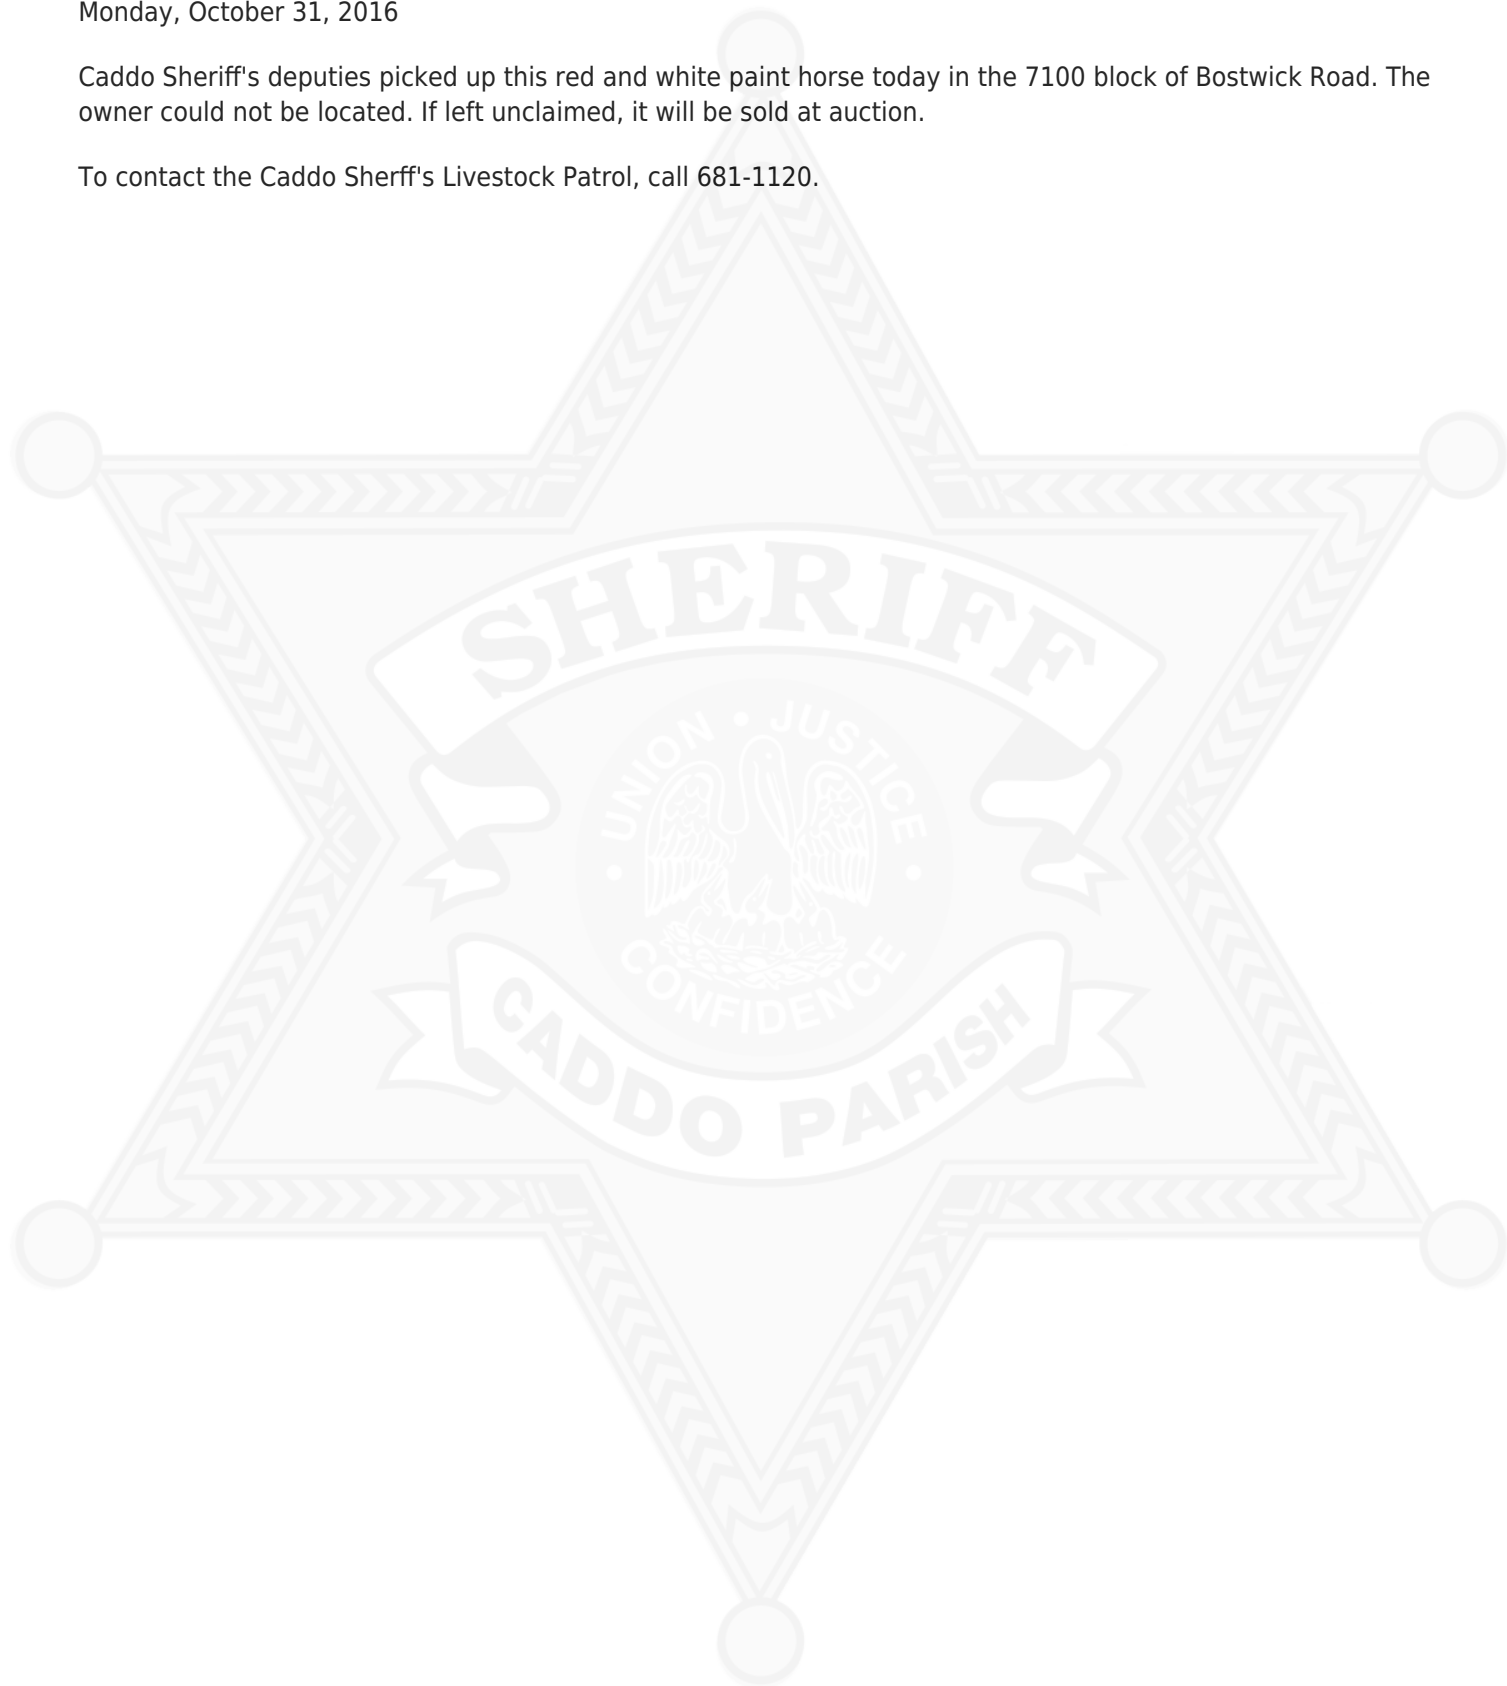 Monday, October 31, 2016
Caddo Sheriff's deputies picked up this red and white paint horse today in the 7100 block of Bostwick Road. The
owner could not be located. If left unclaimed, it will be sold at auction.
To contact the Caddo Sherff's Livestock Patrol, call 681-1120.
SHERIFF
UNION • JUSTICE
• CONFIDENCE •
CADDO PARISH